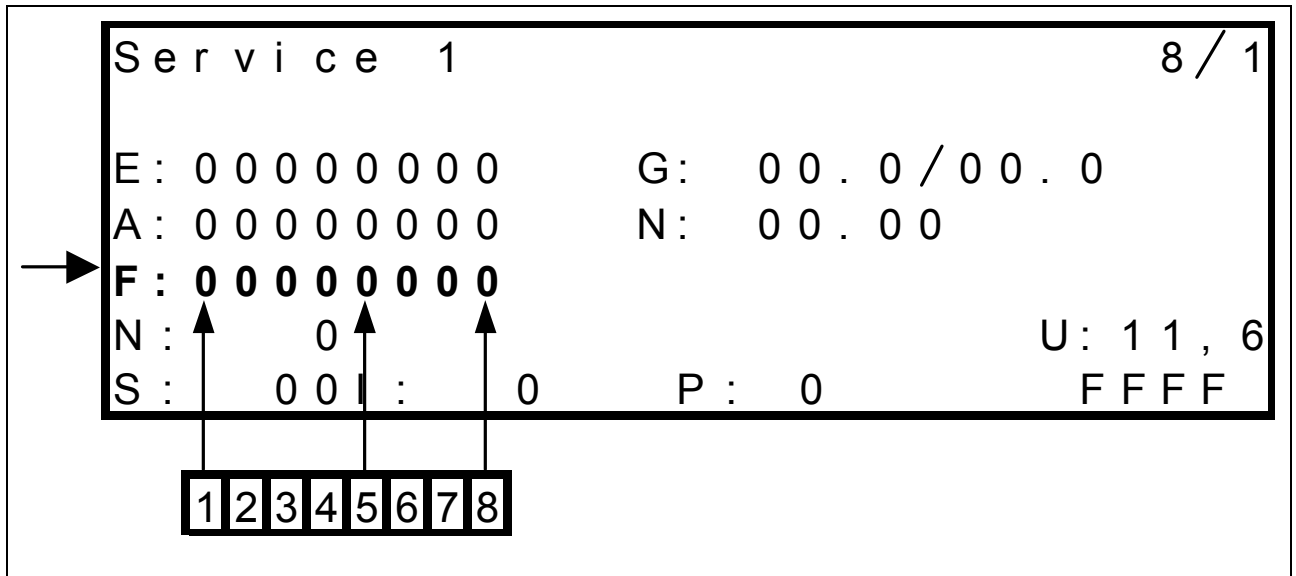 Service 1 8/1
E: 00000000 G: 00.0/00.0
A: 00000000 N: 00.00
F: 00000000
N: 0 U: 11,6
S: 00I: 0 P: 0 FFFF
1 2 3 4 5 6 7 8